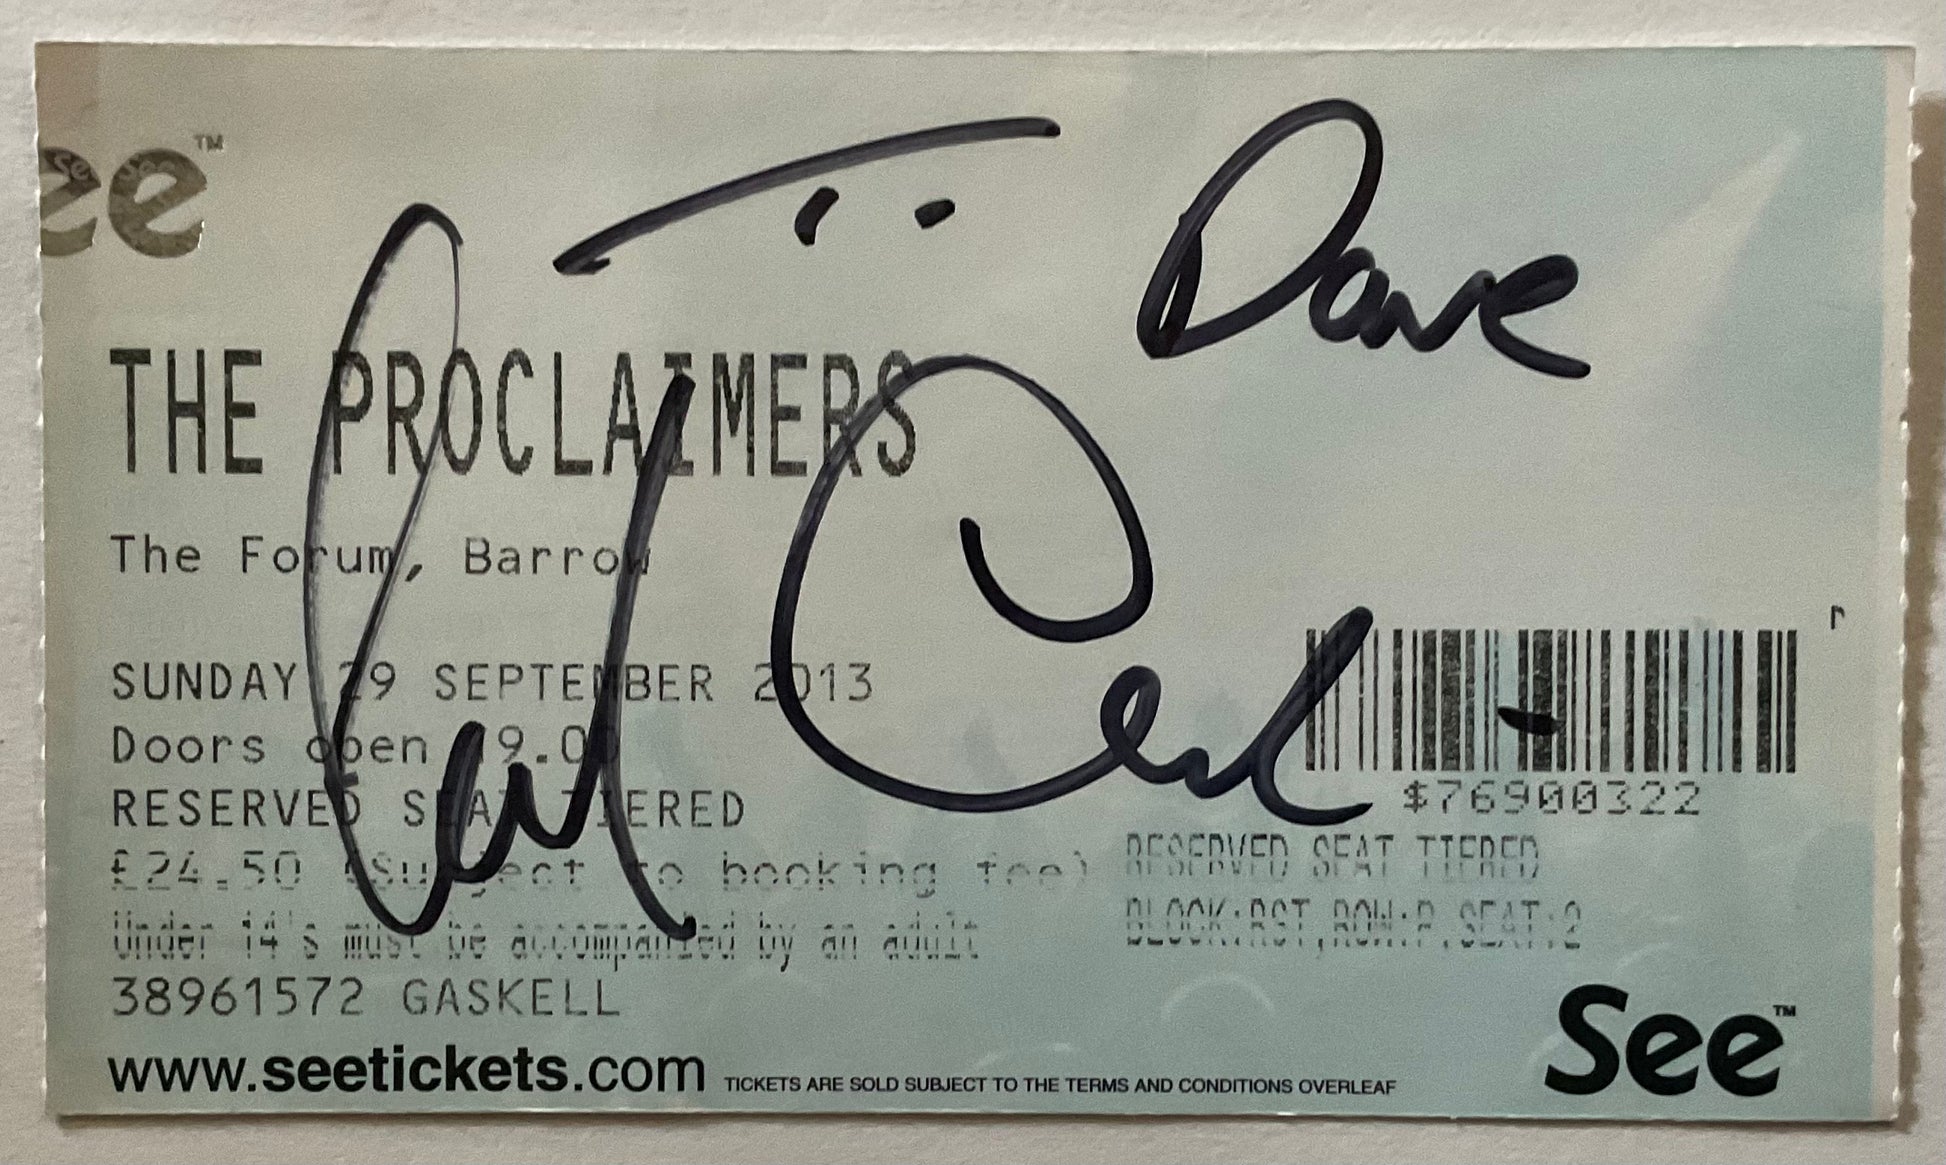 ee™
Dave
THE PROCLAIMERS
The Forum, Barrow
SUNDAY 29 SEPTEMBER 2013
Doors open 19.00
RESERVED SEAT TIERED
£24.50 (Subject to booking fee)
Under 14's must be accompanied by an adult
38961572 GASKELL
$76900322
RESERVED SEAT TIERED
BLOCK:RST,ROW:P,SEAT:2
www.seetickets.com TICKETS ARE SOLD SUBJECT TO THE TERMS AND CONDITIONS OVERLEAF
See™